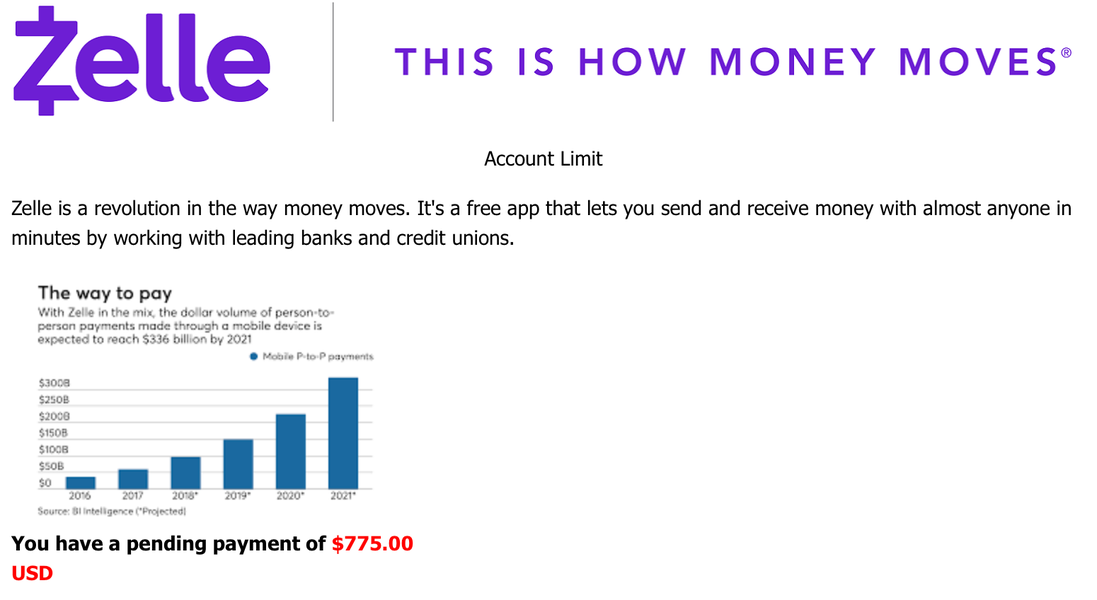 Zelle
THIS IS HOW MONEY MOVES®
Account Limit
Zelle is a revolution in the way money moves. It's a free app that lets you send and receive money with almost anyone in
minutes by working with leading banks and credit unions.
The way to pay
With Zelle in the mix, the dollar volume of person-to-
person payments made through a mobile device is
expected to reach $336 billion by 2021
Mobile P-to-P payments
$300B
$250B
$200B
$150B
$100B
$50B
$0
2016 2017 2018* 2019* 2020* 2021*
Source: BI Intelligence (*Projected)
You have a pending payment of $775.00
USD